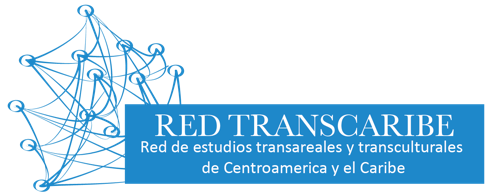 RED TRANSCARIBE
Red de estudios transareales y transculturales
de Centroamerica y el Caribe